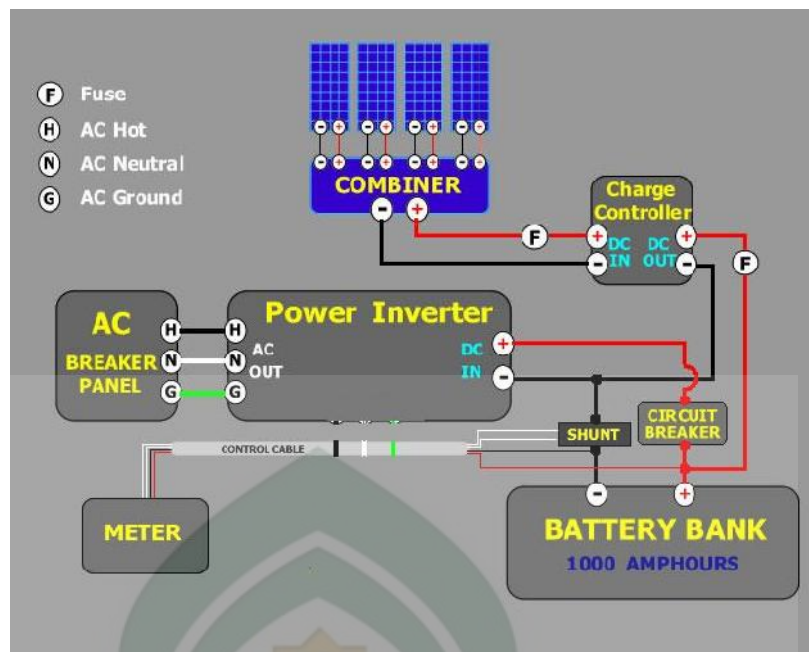 F Fuse
H AC Hot
N AC Neutral
G AC Ground
- + - + - + - +
- + - + - + - +
COMBINER
- +
F
Charge
Controller
+ DC DC +
- IN OUT -
F
AC
BREAKER
PANEL
H
N
G
Power Inverter
H
N AC
OUT
G
DC +
IN -
SHUNT
CIRCUIT
BREAKER
CONTROL CABLE
METER
- +
BATTERY BANK
1000 AMPHOURS